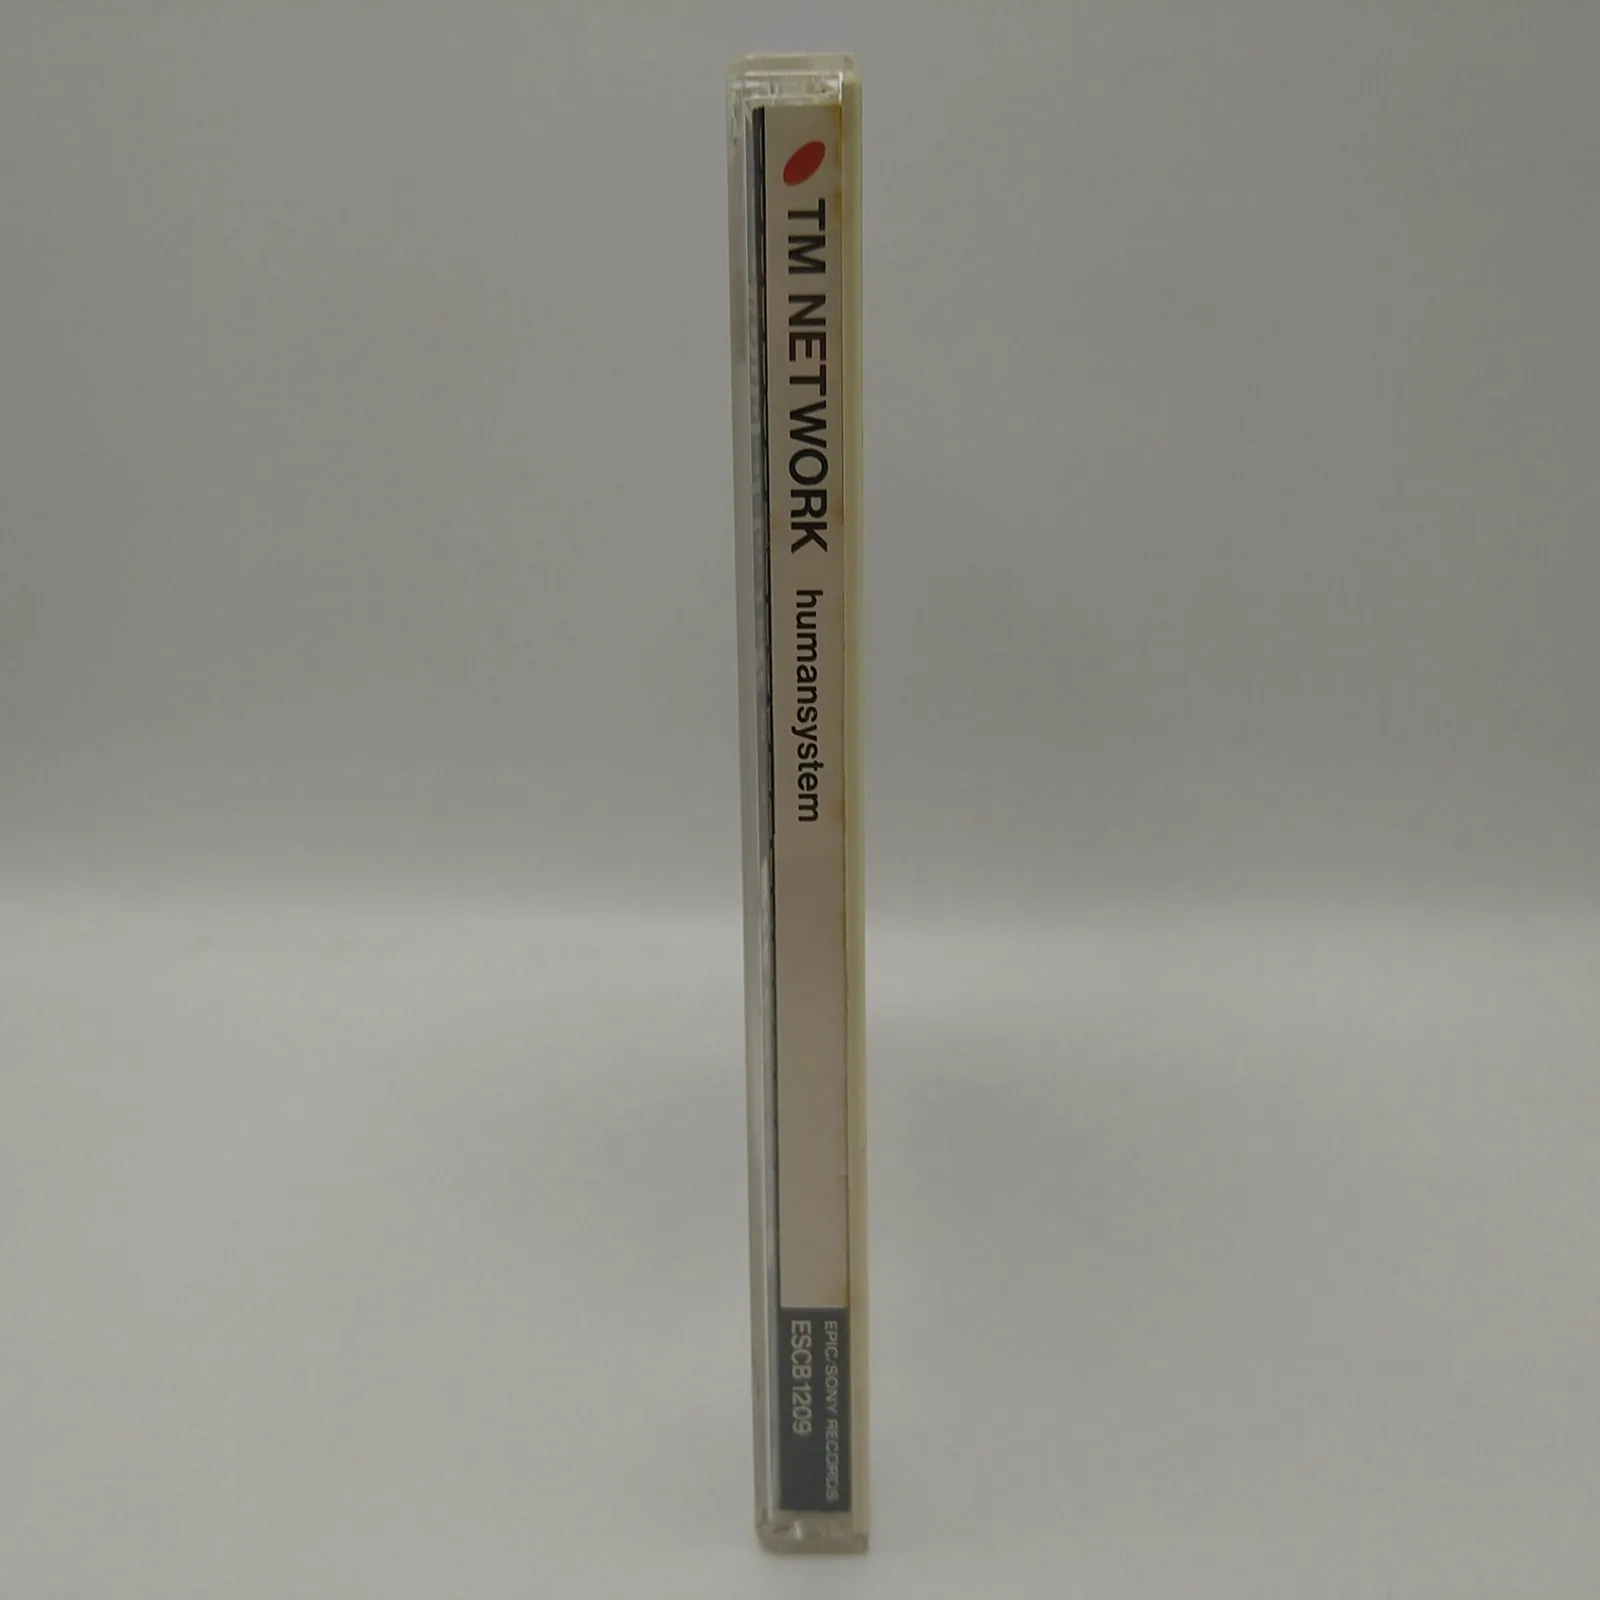 TM NETWORK humansystem
EPIC/SONY RECORDS
ESCB 1209